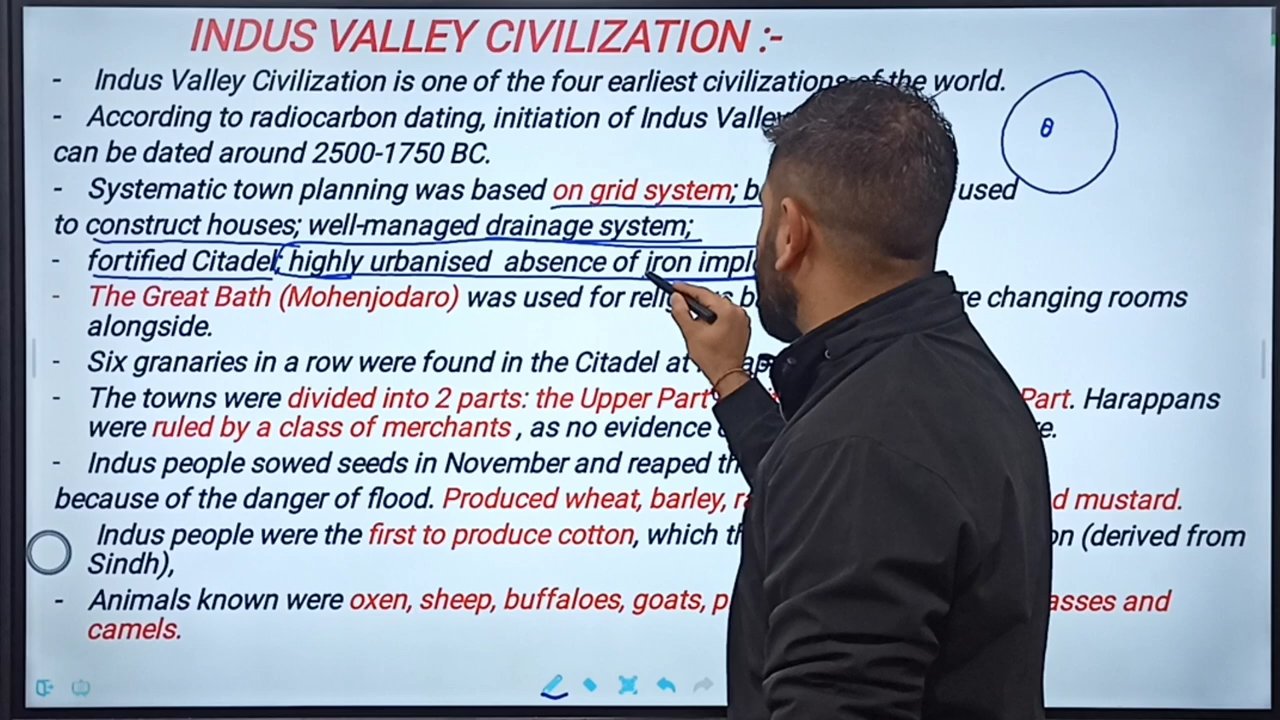 INDUS VALLEY CIVILIZATION :-
- Indus Valley Civilization is one of the four earliest civilizations of the world.
- According to radiocarbon dating, initiation of Indus Valley
can be dated around 2500-1750 BC.
- Systematic town planning was based on grid system; used
to construct houses; well-managed drainage system;
- fortified Citadel; highly urbanised absence of iron
- The Great Bath (Mohenjodaro) was used for changing rooms
alongside.
- Six granaries in a row were found in the Citadel at
- The towns were divided into 2 parts: the Upper Part Part. Harappans
were ruled by a class of merchants , as no evidence
- Indus people sowed seeds in November and reaped
because of the danger of flood. Produced wheat, barley, mustard.
Indus people were the first to produce cotton, which (derived from
Sindh),
- Animals known were oxen, sheep, buffaloes, goats, asses and
camels.
θ